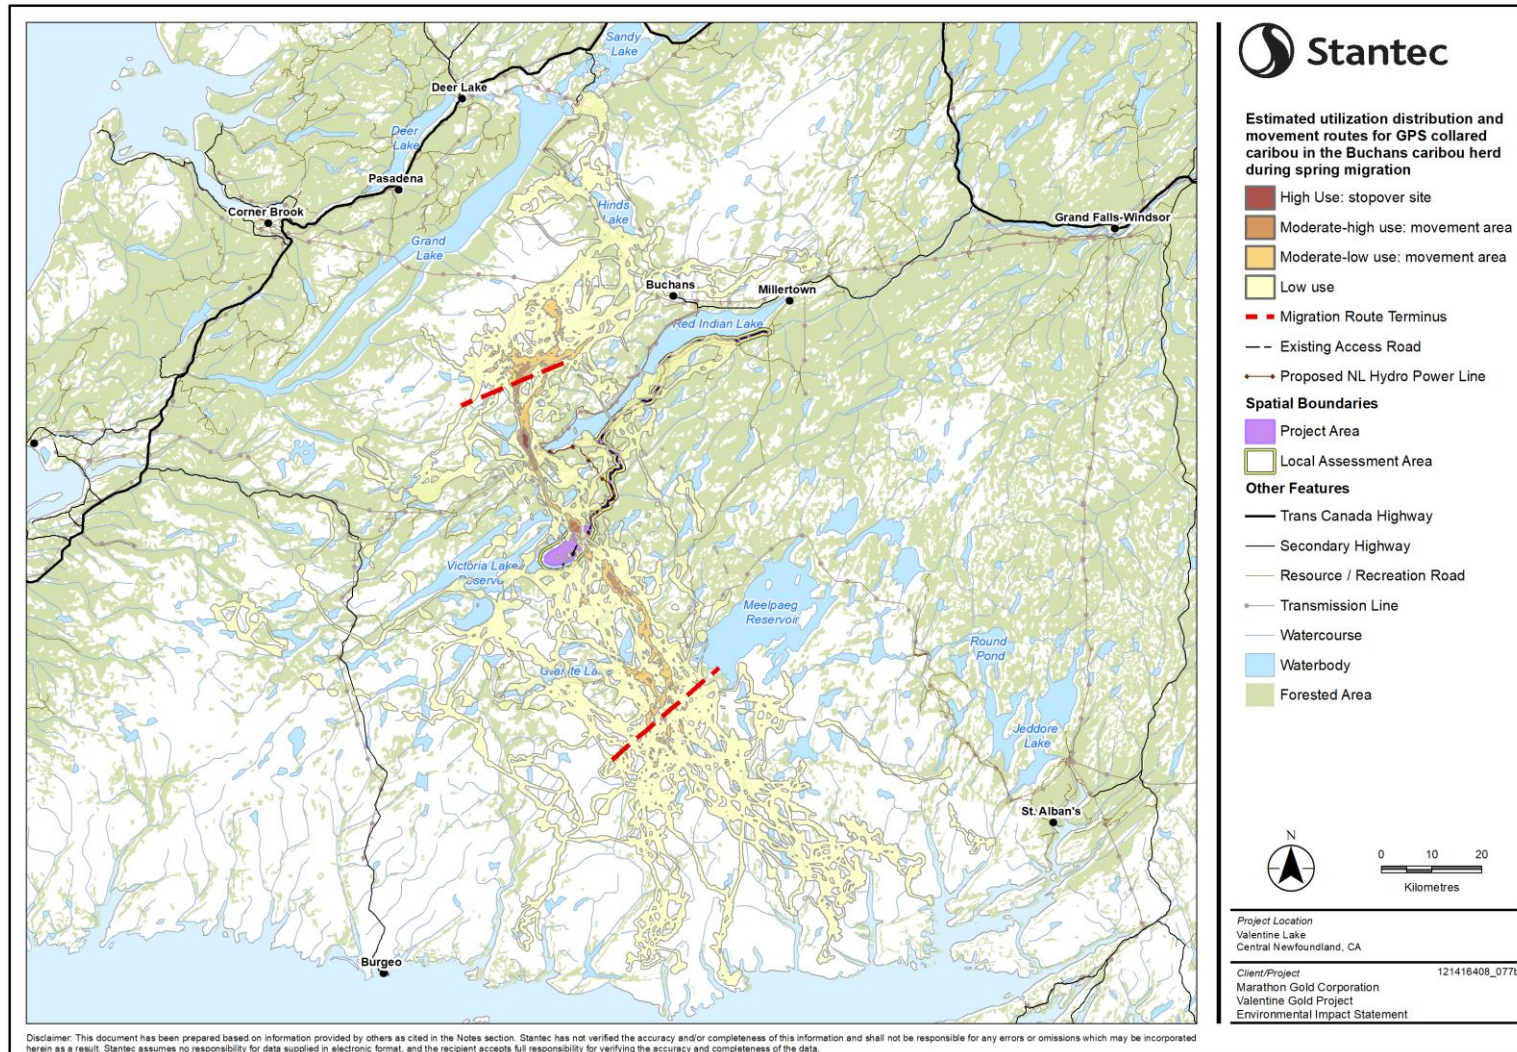 Sandy
Lake
Deer Lake
Deer
Lake
Pasadena
Corner Brook
Hinds
Lake
Grand Falls-Windsor
Grand
Lake
Buchans
Millertown
Red Indian Lake
Victoria Lake
Reservo
Meelpaeg
Reservoir
Round
Pond
Granite Lake
Jeddore
Lake
St. Alban's
Burgeo
Stantec
Estimated utilization distribution and
movement routes for GPS collared
caribou in the Buchans caribou herd
during spring migration
High Use: stopover site
Moderate-high use: movement area
Moderate-low use: movement area
Low use
Migration Route Terminus
Existing Access Road
Proposed NL Hydro Power Line
Spatial Boundaries
Project Area
Local Assessment Area
Other Features
Trans Canada Highway
Secondary Highway
Resource / Recreation Road
Transmission Line
Watercourse
Waterbody
Forested Area
N
0 10 20
Kilometres
Project Location
Valentine Lake
Central Newfoundland, CA
Client/Project 121416408_077b
Marathon Gold Corporation
Valentine Gold Project
Environmental Impact Statement
Disclaimer: This document has been prepared based on information provided by others as cited in the Notes section. Stantec has not verified the accuracy and/or completeness of this information and shall not be responsible for any errors or omissions which may be incorporated
herein as a result. Stantec assumes no responsibility for data supplied in electronic format, and the recipient accepts full responsibility for verifying the accuracy and completeness of the data.